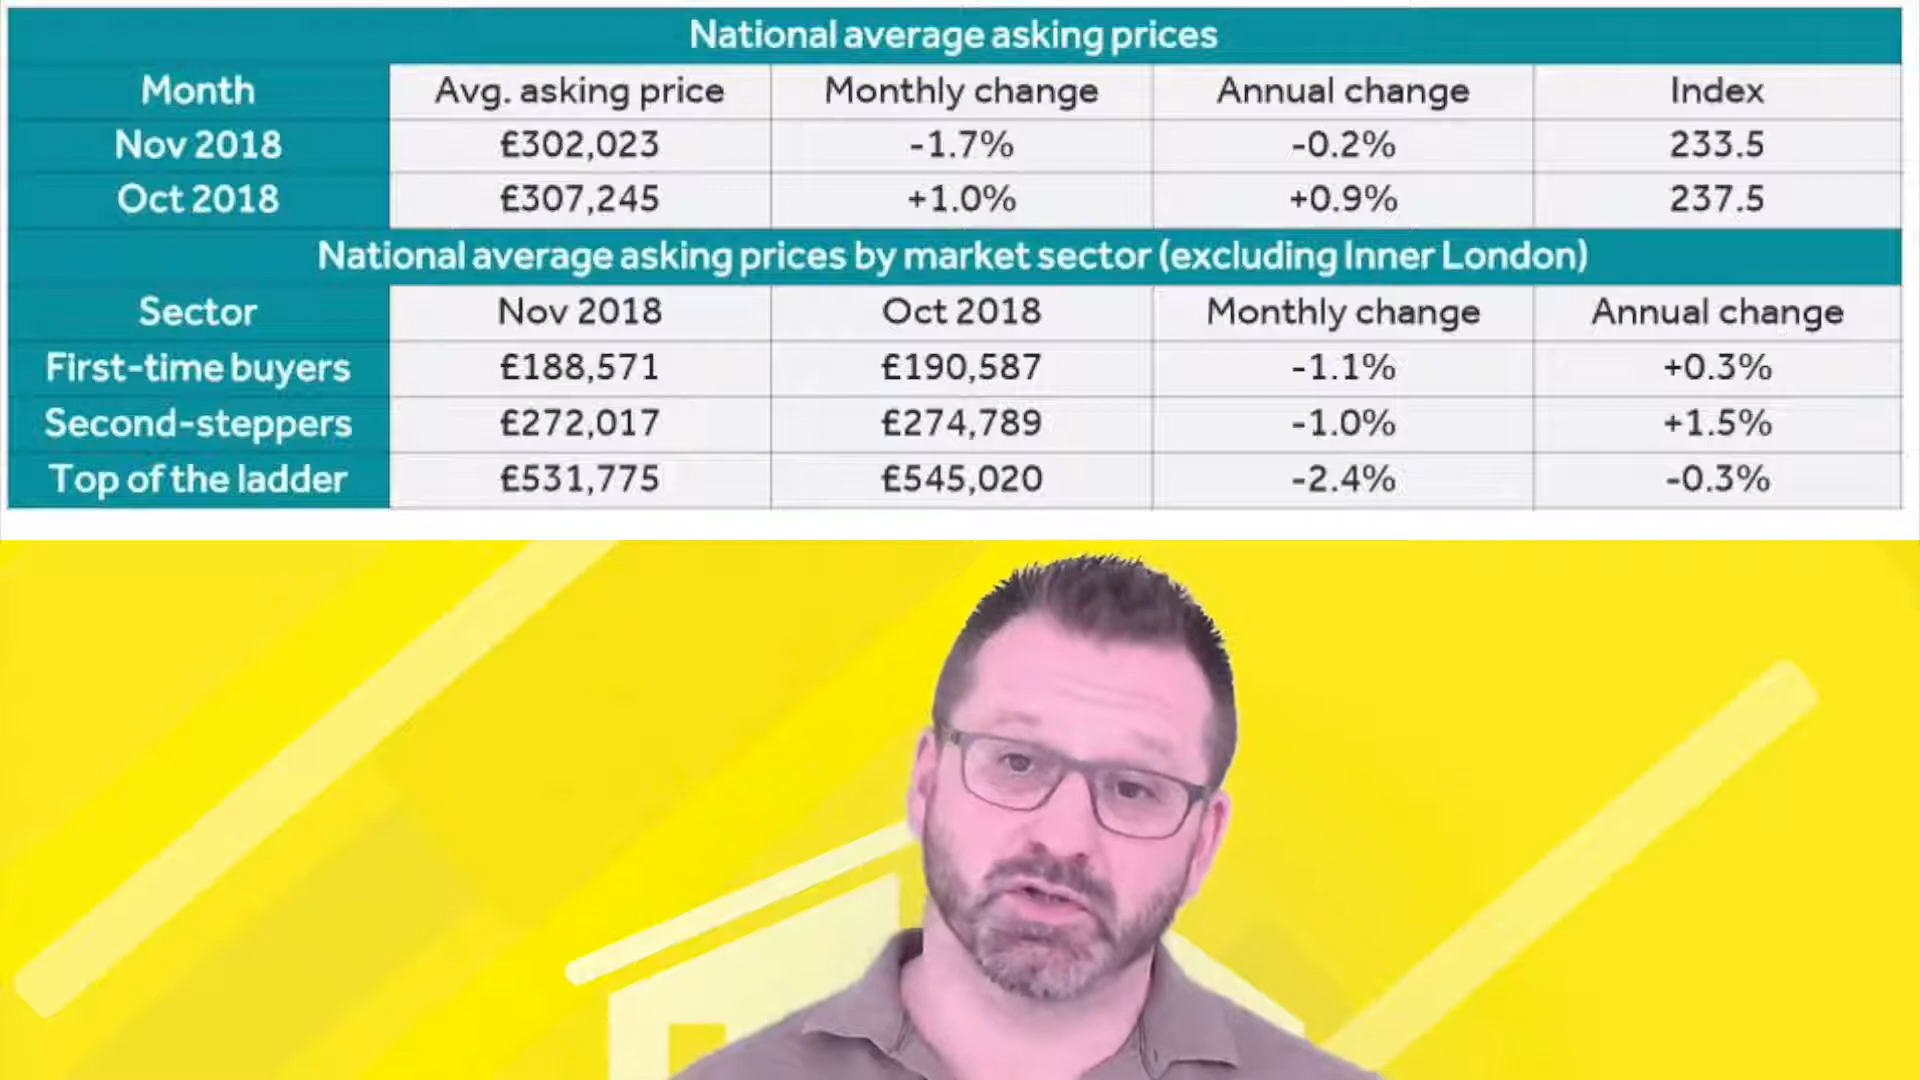 National average asking prices
Month Avg. asking price Monthly change Annual change Index
Nov 2018 £302,023 -1.7% -0.2% 233.5
Oct 2018 £307,245 +1.0% +0.9% 237.5
National average asking prices by market sector (excluding Inner London)
Sector Nov 2018 Oct 2018 Monthly change Annual change
First-time buyers £188,571 £190,587 -1.1% +0.3%
Second-steppers £272,017 £274,789 -1.0% +1.5%
Top of the ladder £531,775 £545,020 -2.4% -0.3%